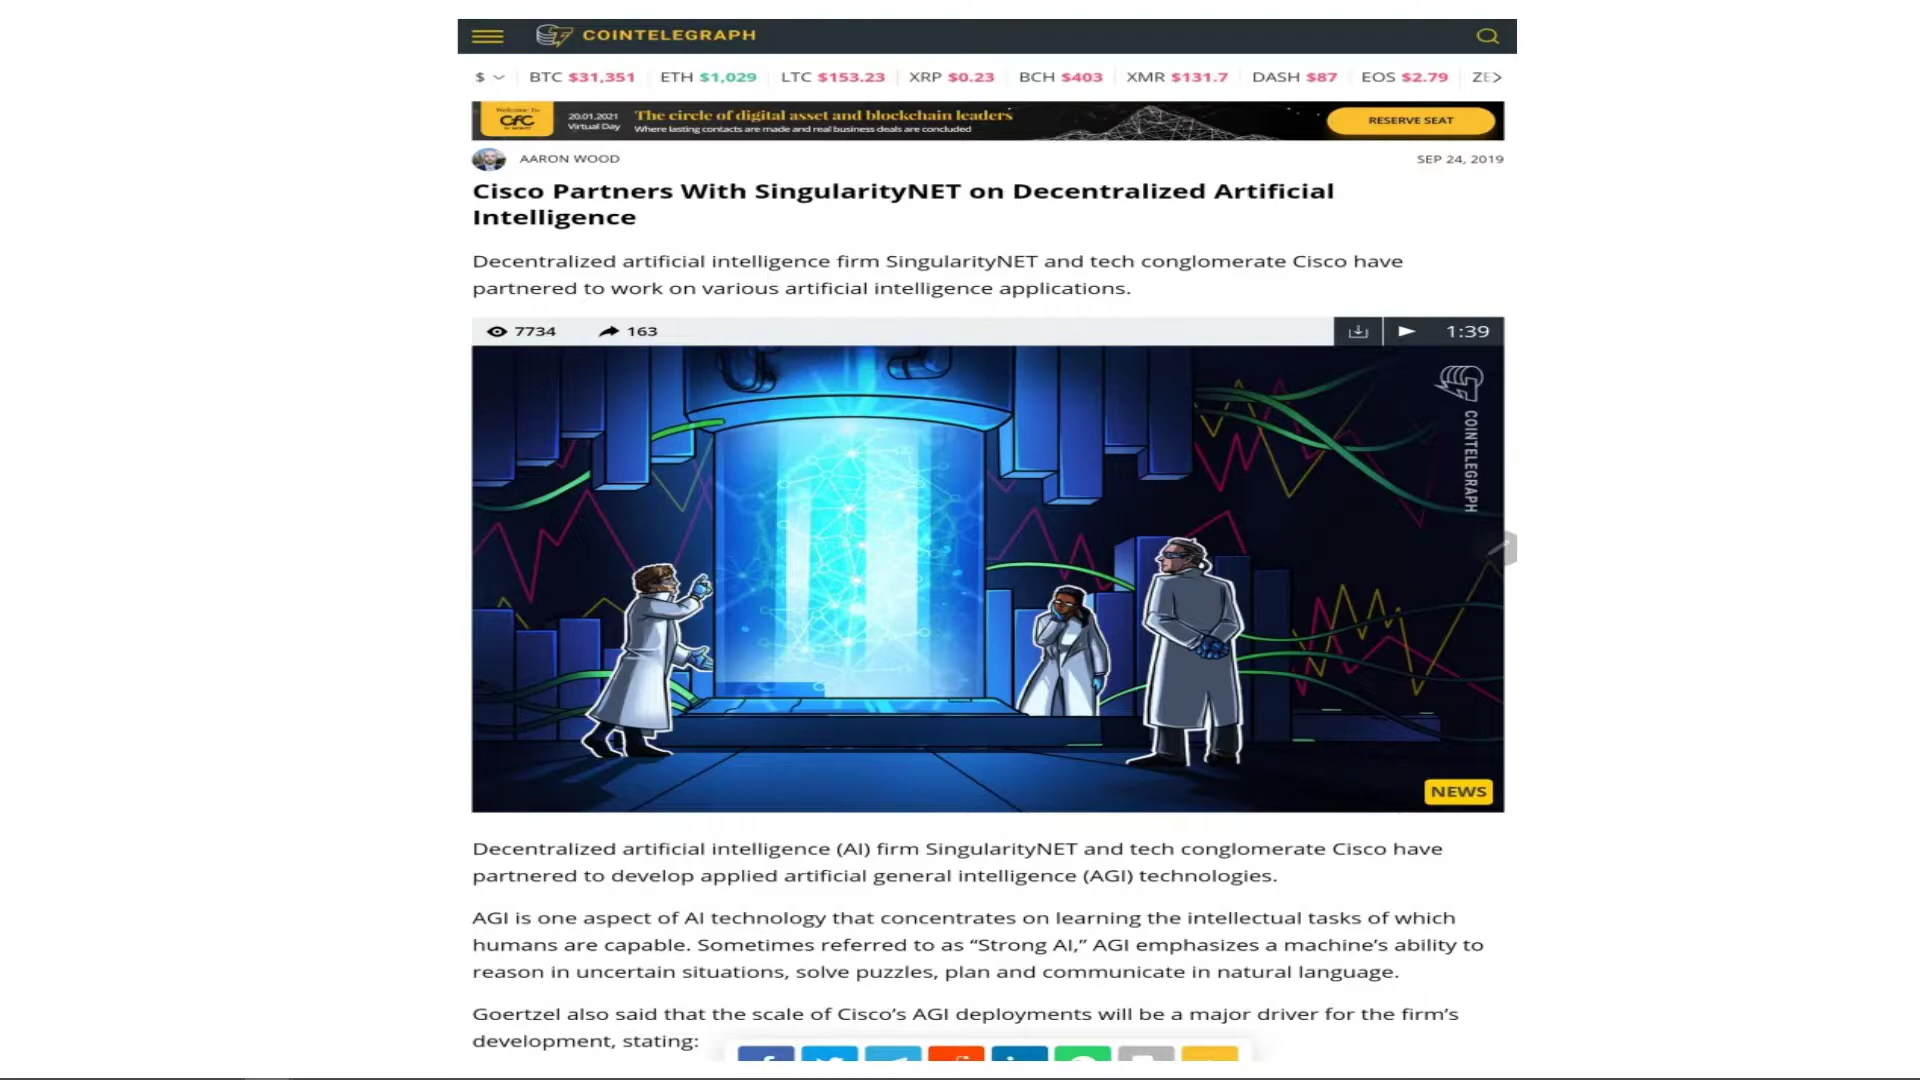 COINTELEGRAPH
$ BTC $31,351 ETH $1,029 LTC $153.23 XRP $0.23 BCH $403 XMR $131.7 DASH $87 EOS $2.79
Welcome To
CfC
20.01.2021
Virtual Day
The circle of digital asset and blockchain leaders
Where lasting contacts are made and real business deals are concluded
RESERVE SEAT
AARON WOOD
SEP 24, 2019
Cisco Partners With SingularityNET on Decentralized Artificial
Intelligence
Decentralized artificial intelligence firm SingularityNET and tech conglomerate Cisco have
partnered to work on various artificial intelligence applications.
7734 163 1:39
COINTELEGRAPH
NEWS
Decentralized artificial intelligence (AI) firm SingularityNET and tech conglomerate Cisco have
partnered to develop applied artificial general intelligence (AGI) technologies.
AGI is one aspect of AI technology that concentrates on learning the intellectual tasks of which
humans are capable. Sometimes referred to as “Strong AI,” AGI emphasizes a machine’s ability to
reason in uncertain situations, solve puzzles, plan and communicate in natural language.
Goertzel also said that the scale of Cisco’s AGI deployments will be a major driver for the firm’s
development, stating: